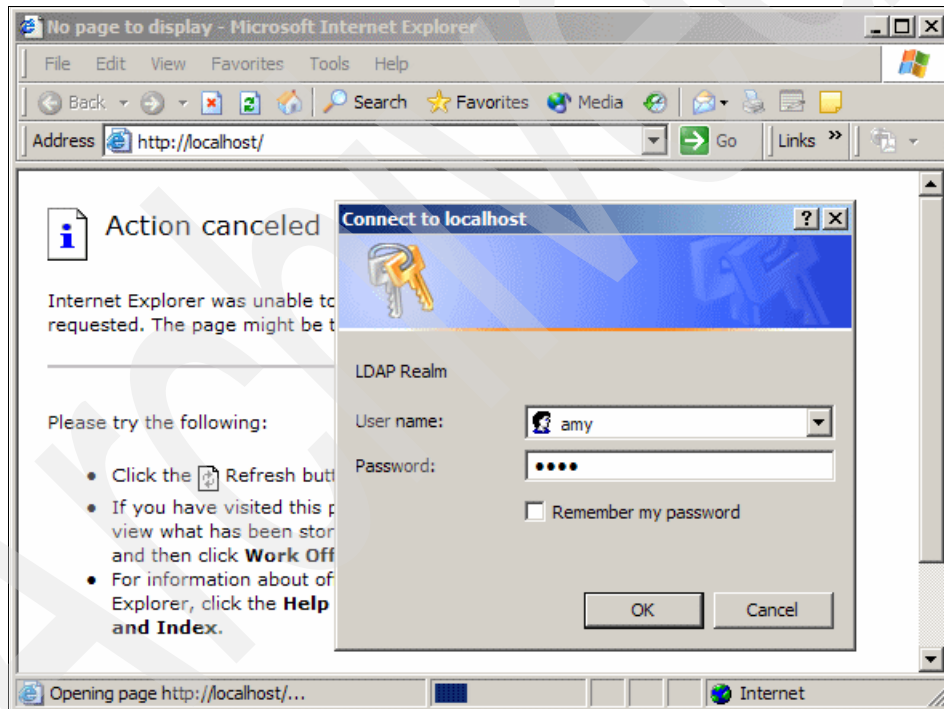 No page to display - Microsoft Internet Explorer
File Edit View Favorites Tools Help
Back Search Favorites Media
Address http://localhost/ Go Links »
Action canceled
Internet Explorer was unable to
requested. The page might be t
Please try the following:
• Click the Refresh butt
• If you have visited this p
view what has been stor
and then click Work Off
• For information about of
Explorer, click the Help
and Index.
Connect to localhost
LDAP Realm
User name: amy
Password: ••••
Remember my password
OK Cancel
Opening page http://localhost/... Internet